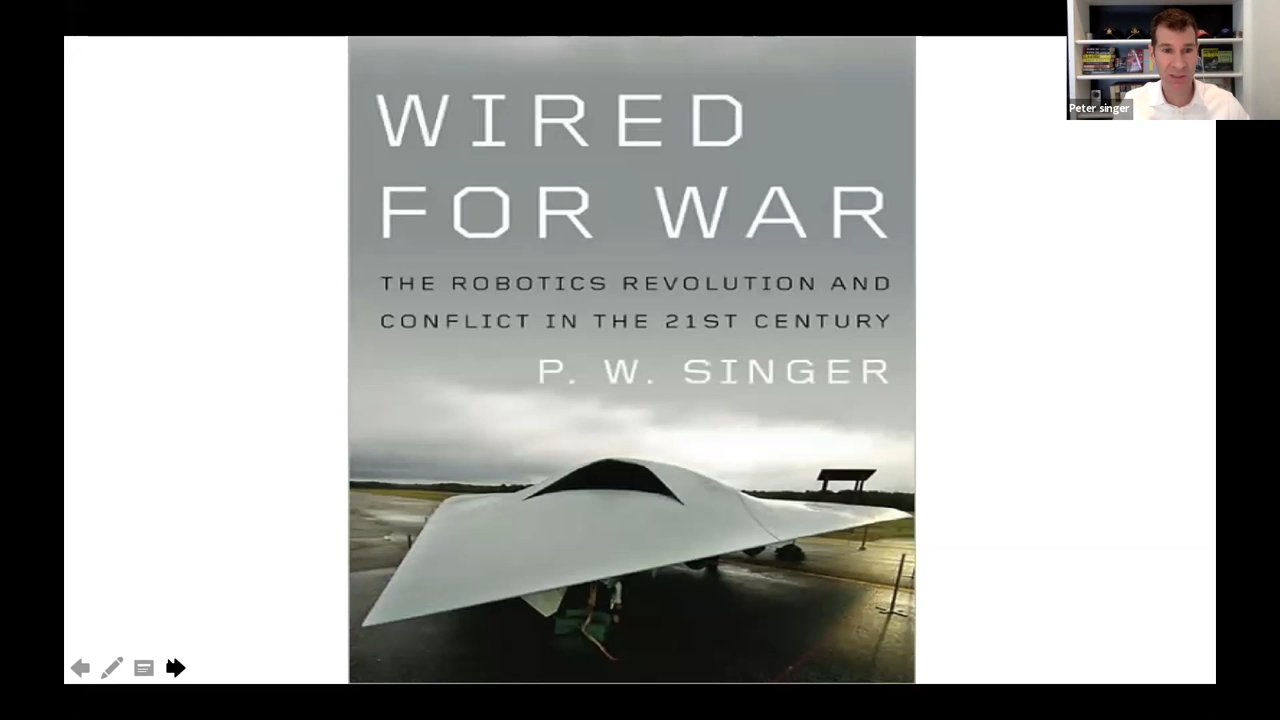 WIRED
FOR WAR
THE ROBOTICS REVOLUTION AND
CONFLICT IN THE 21ST CENTURY
P. W. SINGER
Peter singer